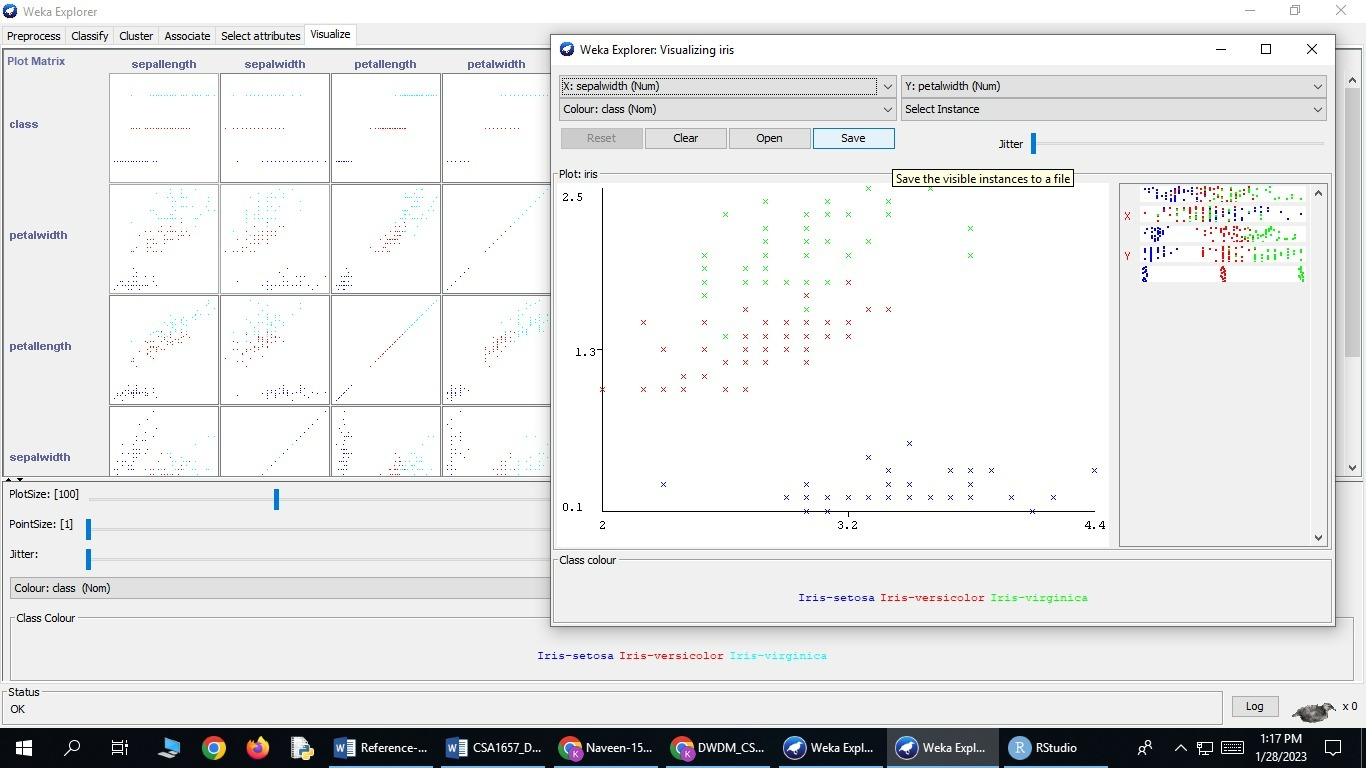 Weka Explorer
Preprocess Classify Cluster Associate Select attributes Visualize
Plot Matrix sepallength sepalwidth petallength petalwidth
class
petalwidth
petallength
sepalwidth
PlotSize: [100]
PointSize: [1]
Jitter:
Colour: class (Nom)
Class Colour
Iris-setosa Iris-versicolor Iris-virginica
Status
OK
Log
x 0
Weka Explorer: Visualizing iris
X: sepalwidth (Num) Y: petalwidth (Num)
Colour: class (Nom) Select Instance
Reset Clear Open Save Jitter
Save the visible instances to a file
Plot: iris
2.5
1.3
0.1
2 3.2 4.4
X
Y
Class colour
Iris-setosa Iris-versicolor Iris-virginica
Reference-... CSA1657_D... Naveen-15... DWDM_CS... Weka Expl... Weka Expl... RStudio
1:17 PM
1/28/2023